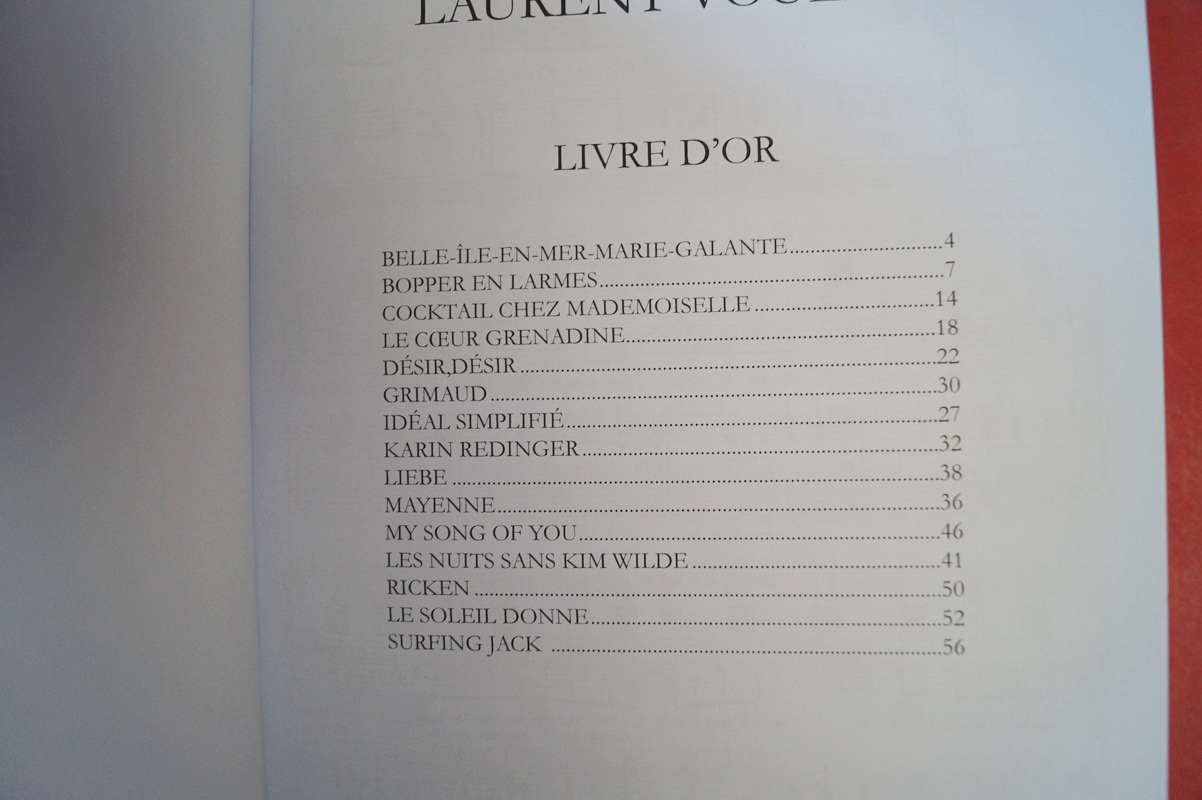 LAURENT
LIVRE D'OR
BELLE-ÎLE-EN-MER-MARIE-GALANTE.............................4
BOPPER EN LARMES.............................7
COCKTAIL CHEZ MADEMOISELLE.............................14
LE CŒUR GRENADINE.............................18
DÉSIR,DÉSIR.............................22
GRIMAUD.............................30
IDÉAL SIMPLIFIÉ.............................27
KARIN REDINGER.............................32
LIEBE.............................38
MAYENNE.............................36
MY SONG OF YOU.............................46
LES NUITS SANS KIM WILDE.............................41
RICKEN.............................50
LE SOLEIL DONNE.............................52
SURFING JACK.............................56